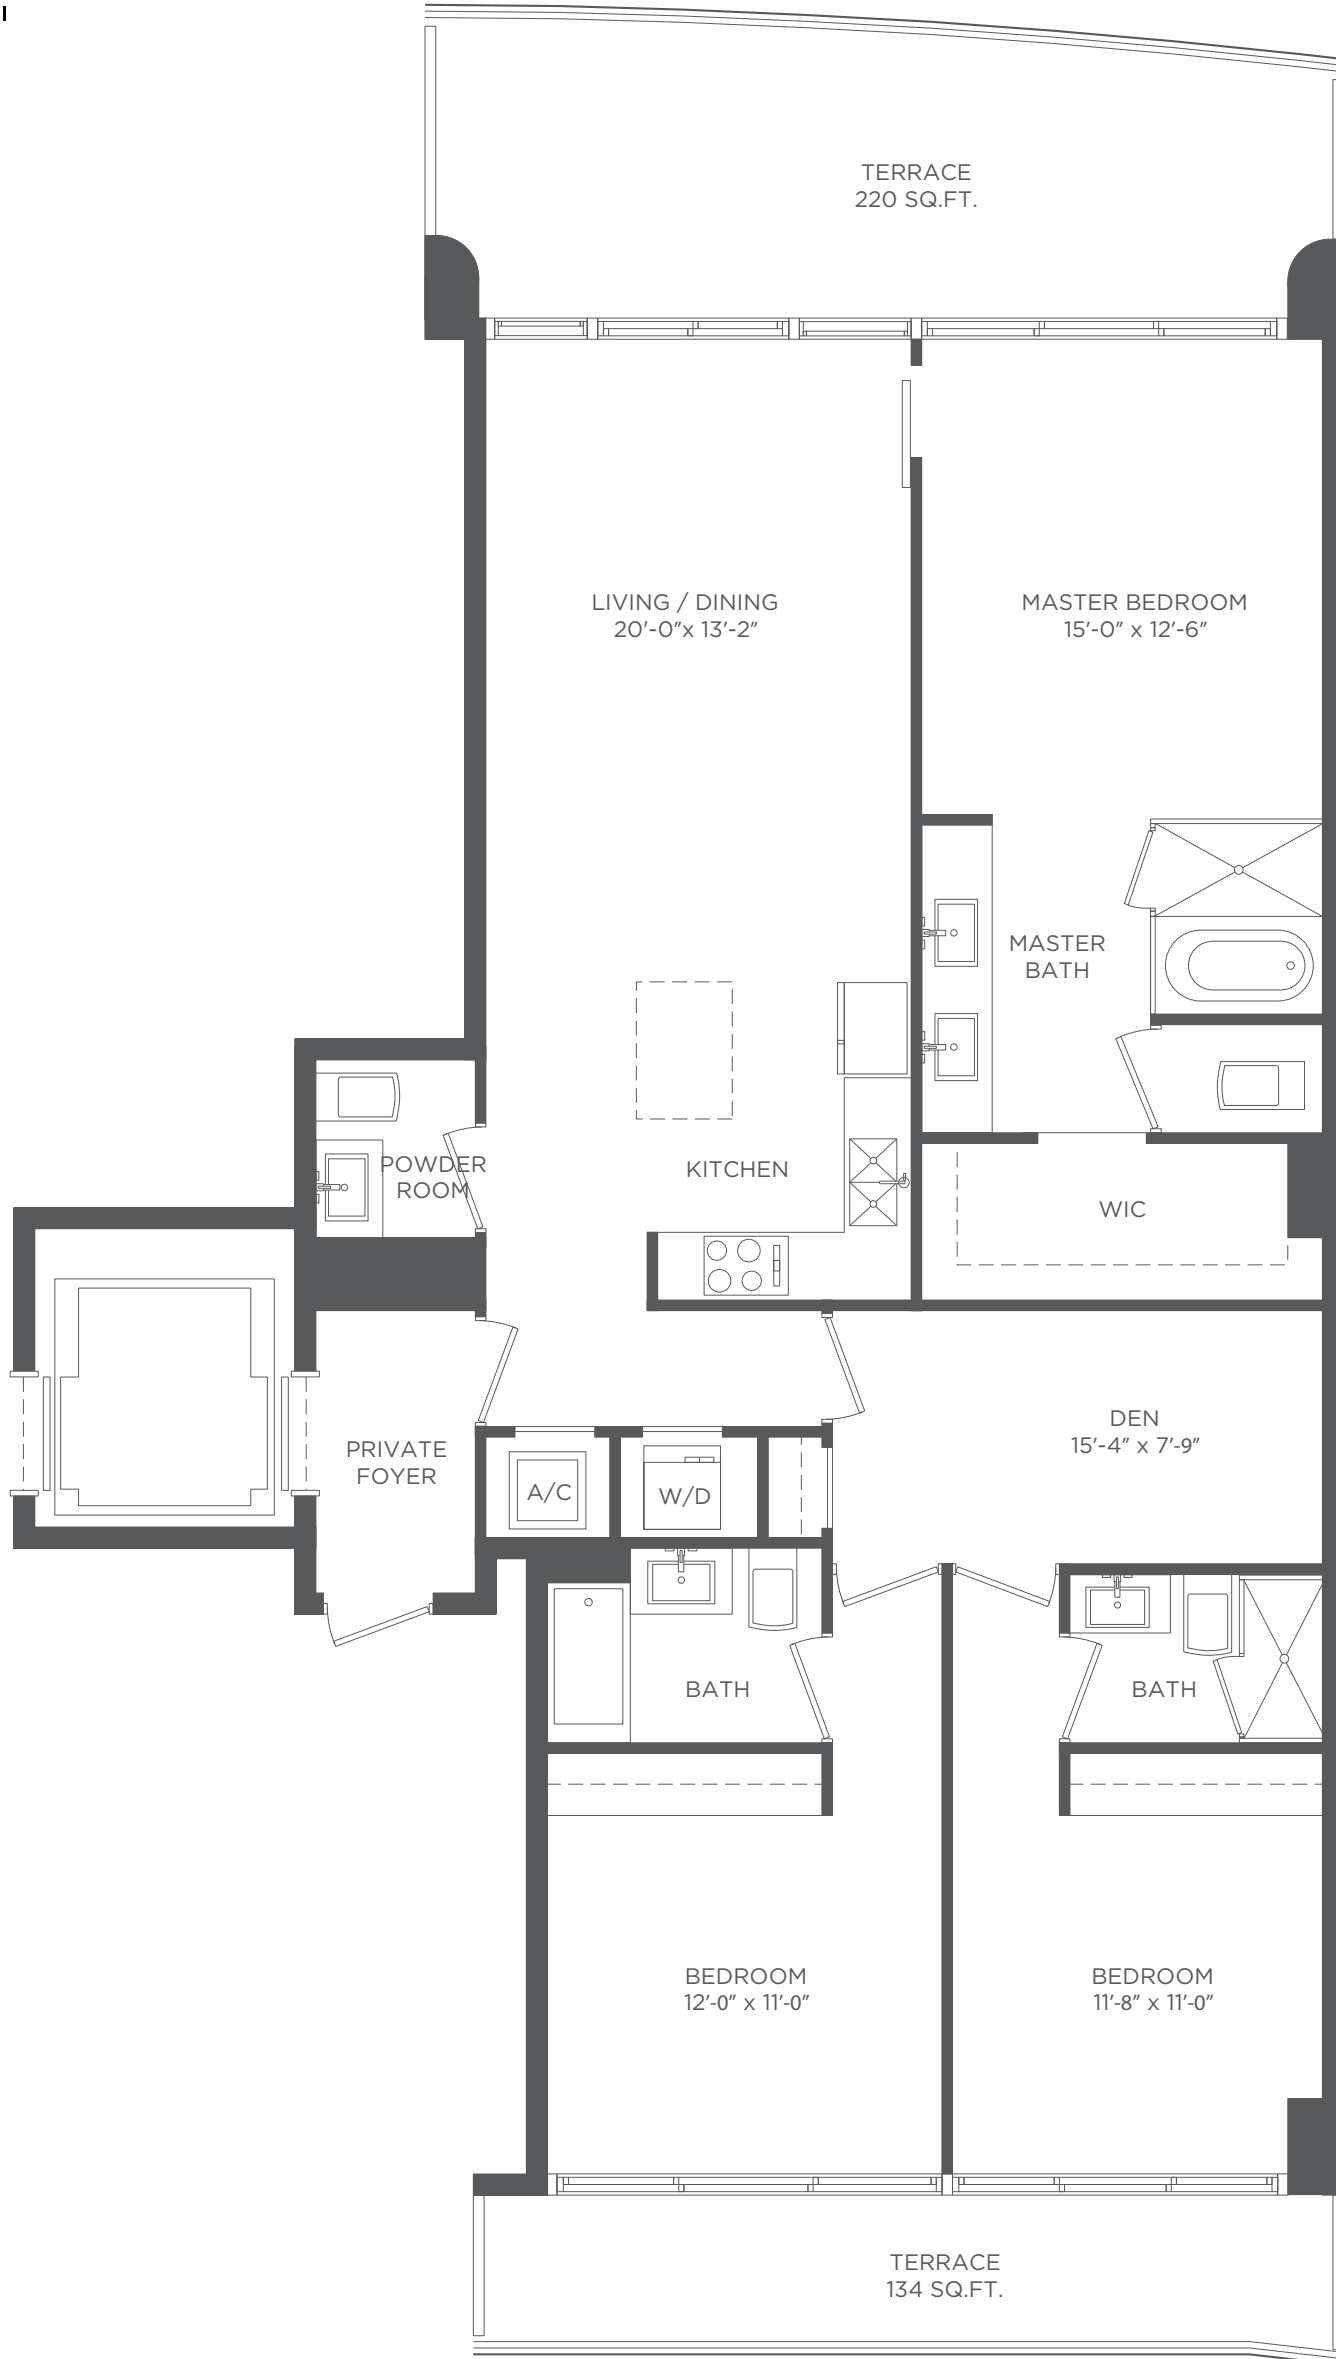 TERRACE
220 SQ.FT.
LIVING / DINING
20'-0"x 13'-2"
MASTER BEDROOM
15'-0" x 12'-6"
MASTER
BATH
POWDER
ROOM
KITCHEN
WIC
DEN
15'-4" x 7'-9"
PRIVATE
FOYER
A/C
W/D
BATH
BATH
BEDROOM
12'-0" x 11'-0"
BEDROOM
11'-8" x 11'-0"
TERRACE
134 SQ.FT.